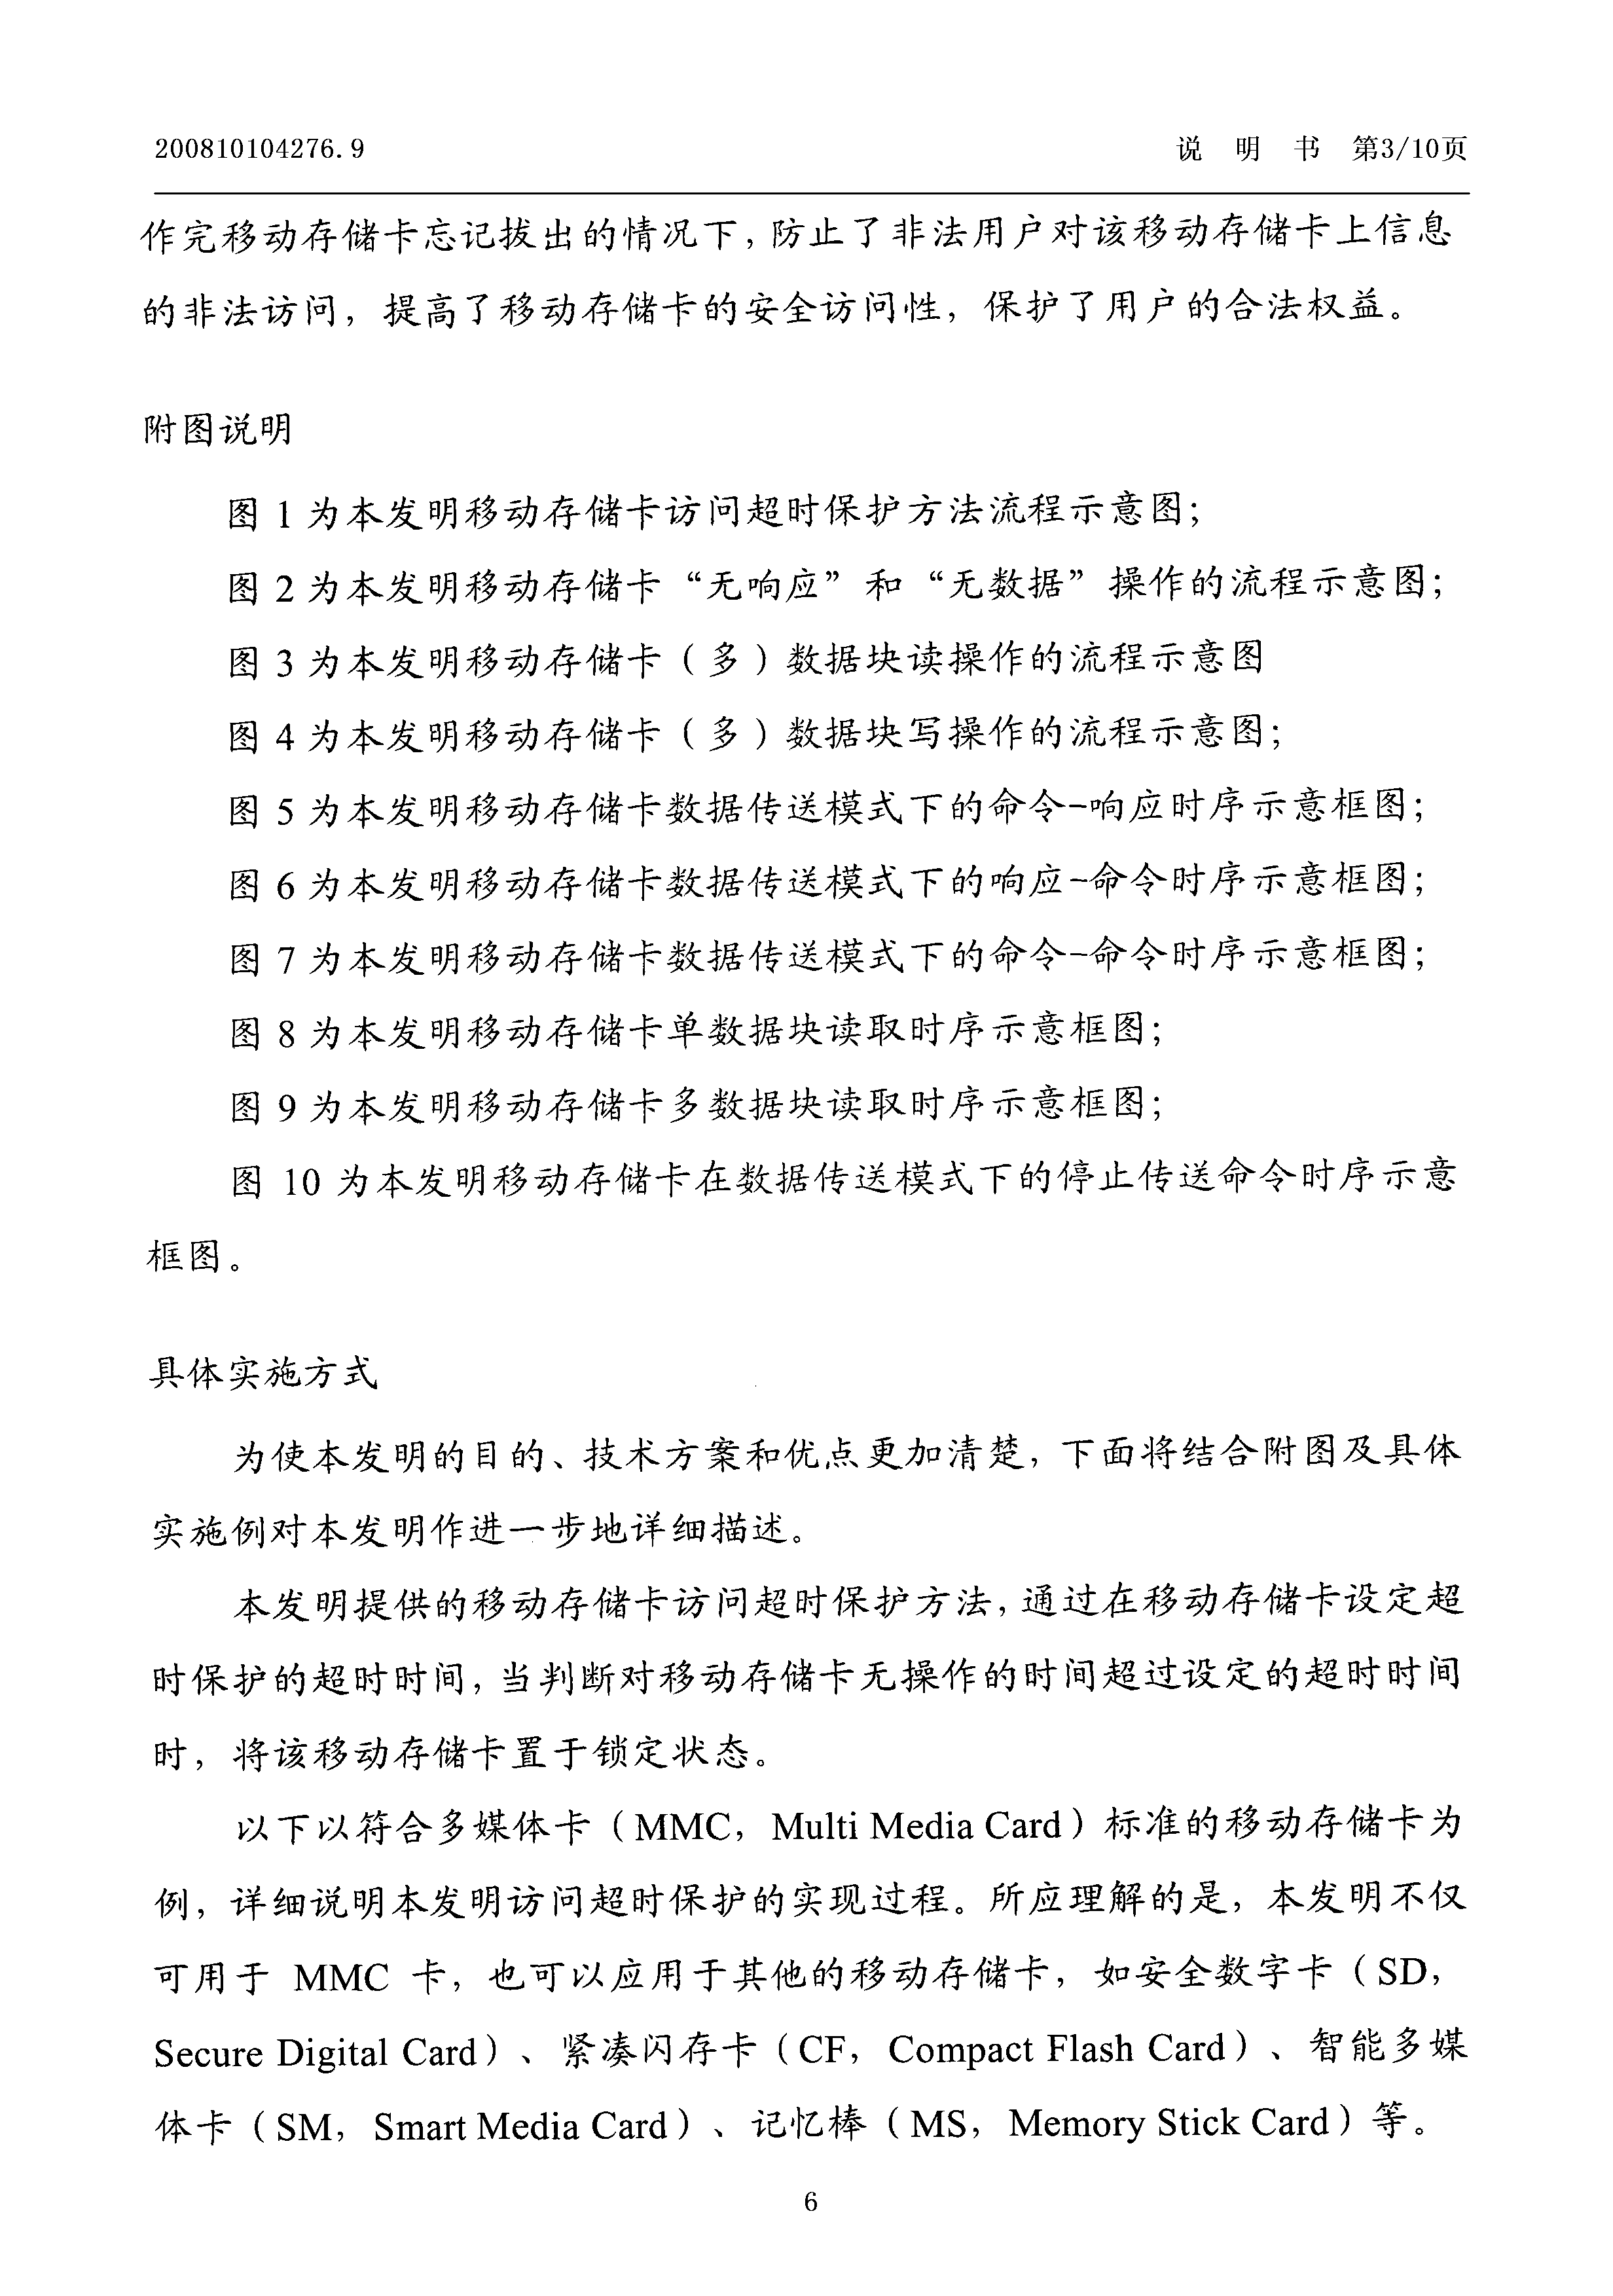 200810104276.9
说 明 书 第3/10页
作完移动存储卡忘记拔出的情况下，防止了非法用户对该移动存储卡上信息
的非法访问，提高了移动存储卡的安全访问性，保护了用户的合法权益。
附图说明
图 1 为本发明移动存储卡访问超时保护方法流程示意图；
图 2 为本发明移动存储卡“无响应”和“无数据”操作的流程示意图；
图 3 为本发明移动存储卡（多）数据块读操作的流程示意图
图 4 为本发明移动存储卡（多）数据块写操作的流程示意图；
图 5 为本发明移动存储卡数据传送模式下的命令-响应时序示意框图；
图 6 为本发明移动存储卡数据传送模式下的响应-命令时序示意框图；
图 7 为本发明移动存储卡数据传送模式下的命令-命令时序示意框图；
图 8 为本发明移动存储卡单数据块读取时序示意框图；
图 9 为本发明移动存储卡多数据块读取时序示意框图；
图 10 为本发明移动存储卡在数据传送模式下的停止传送命令时序示意
框图。
具体实施方式
为使本发明的目的、技术方案和优点更加清楚，下面将结合附图及具体
实施例对本发明作进一步地详细描述。
本发明提供的移动存储卡访问超时保护方法，通过在移动存储卡设定超
时保护的超时时间，当判断对移动存储卡无操作的时间超过设定的超时时间
时，将该移动存储卡置于锁定状态。
以下以符合多媒体卡（MMC，Multi Media Card）标准的移动存储卡为
例，详细说明本发明访问超时保护的实现过程。所应理解的是，本发明不仅
可用于 MMC 卡，也可以应用于其他的移动存储卡，如安全数字卡（SD，
Secure Digital Card）、紧凑闪存卡（CF，Compact Flash Card）、智能多媒
体卡（SM，Smart Media Card）、记忆棒（MS，Memory Stick Card）等。
6